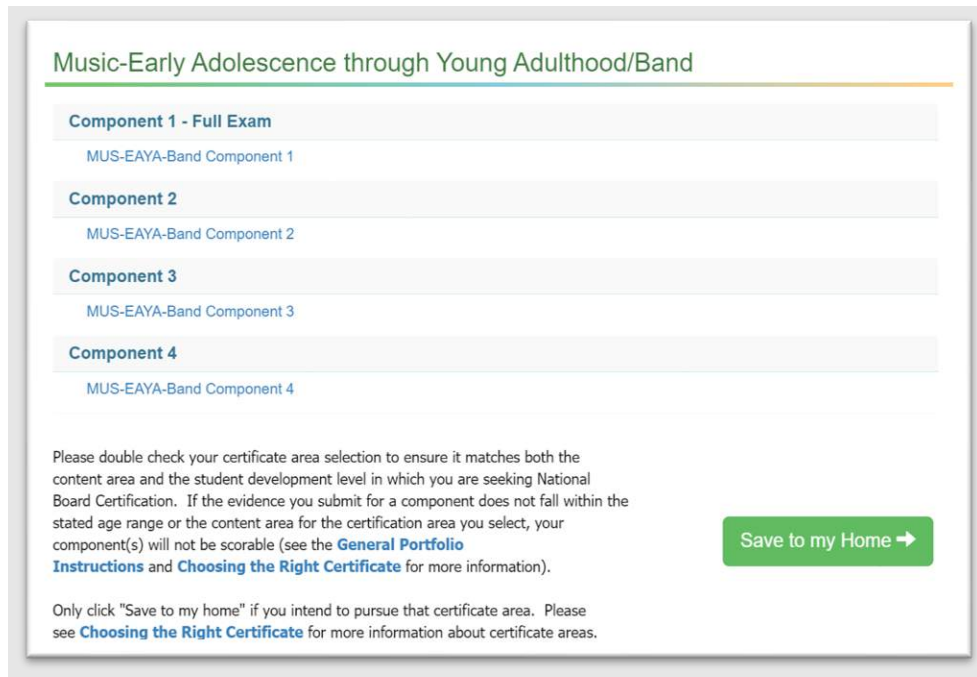 Music-Early Adolescence through Young Adulthood/Band
Component 1 - Full Exam
MUS-EAYA-Band Component 1
Component 2
MUS-EAYA-Band Component 2
Component 3
MUS-EAYA-Band Component 3
Component 4
MUS-EAYA-Band Component 4
Please double check your certificate area selection to ensure it matches both the
content area and the student development level in which you are seeking National
Board Certification.  If the evidence you submit for a component does not fall within the
stated age range or the content area for the certification area you select, your
component(s) will not be scorable (see the General Portfolio
Instructions and Choosing the Right Certificate for more information).
Save to my Home ➔
Only click "Save to my home" if you intend to pursue that certificate area.  Please
see Choosing the Right Certificate for more information about certificate areas.